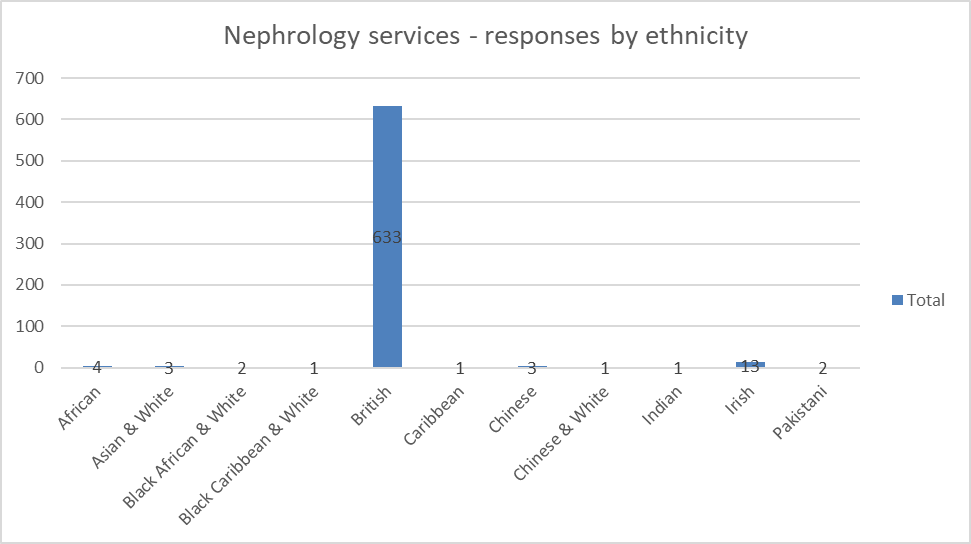 Nephrology services - responses by ethnicity
700
600
500
400
300
200
100
0
633
4
3
2
1
1
3
1
1
13
2
African
Asian & White
Black African & White
Black Caribbean & White
British
Caribbean
Chinese
Chinese & White
Indian
Irish
Pakistani
Total